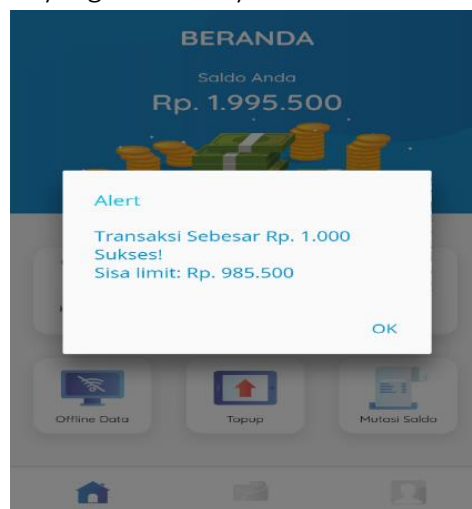 BERANDA
Saldo Anda
Rp. 1.995.500
Alert
Transaksi Sebesar Rp. 1.000
Sukses!
Sisa limit: Rp. 985.500
OK
Offline Data
Topup
Mutasi Saldo